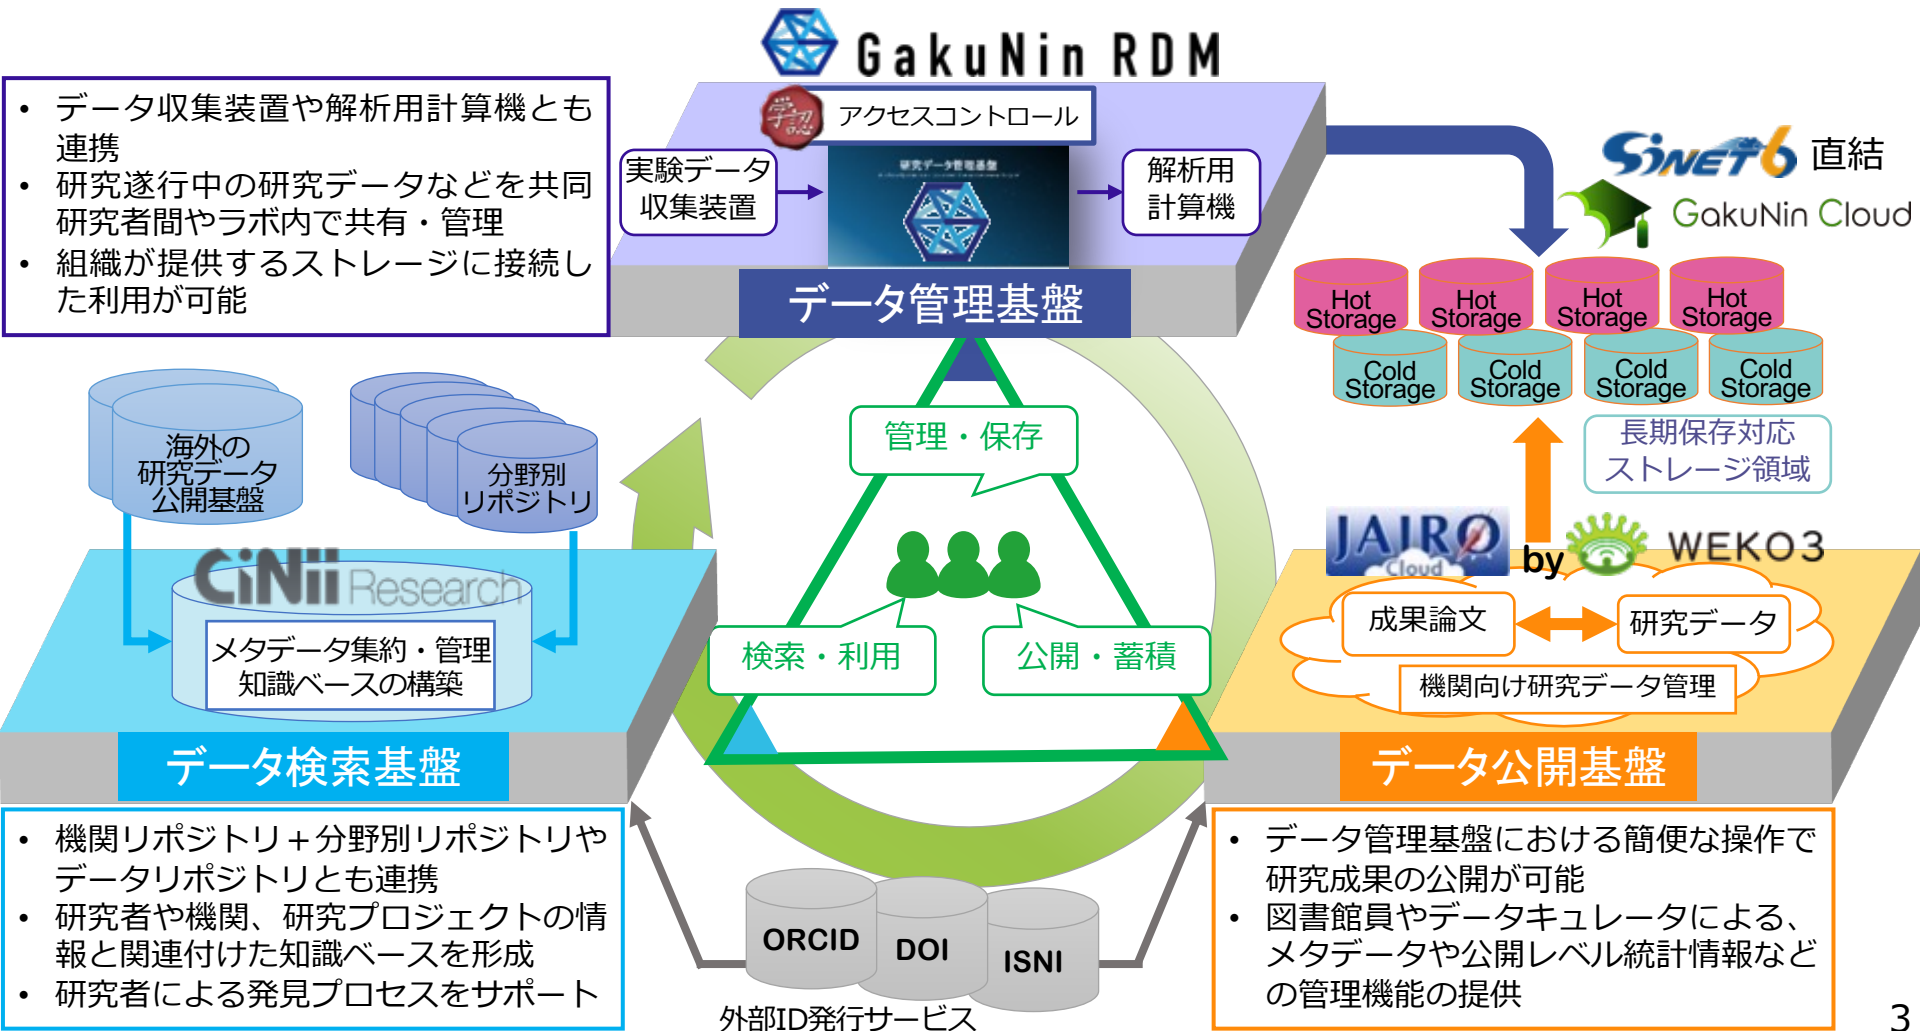 GakuNin RDM
• データ収集装置や解析用計算機とも
連携
• 研究遂行中の研究データなどを共同
研究者間やラボ内で共有・管理
• 組織が提供するストレージに接続し
た利用が可能
学認
アクセスコントロール
実験データ
収集装置
研究データ管理基盤
解析用
計算機
データ管理基盤
SINET6 直結
GakuNin Cloud
Hot
Storage
Hot
Storage
Hot
Storage
Hot
Storage
Cold
Storage
Cold
Storage
Cold
Storage
Cold
Storage
長期保存対応
ストレージ領域
海外の
研究データ
公開基盤
分野別
リポジトリ
管理・保存
検索・利用
公開・蓄積
CiNii Research
メタデータ集約・管理
知識ベースの構築
データ検索基盤
JAIRO
Cloud
by
WEKO3
成果論文
研究データ
機関向け研究データ管理
データ公開基盤
• 機関リポジトリ＋分野別リポジトリや
データリポジトリとも連携
• 研究者や機関、研究プロジェクトの情
報と関連付けた知識ベースを形成
• 研究者による発見プロセスをサポート
ORCID
DOI
ISNI
外部ID発行サービス
• データ管理基盤における簡便な操作で
研究成果の公開が可能
• 図書館員やデータキュレータによる、
メタデータや公開レベル統計情報など
の管理機能の提供
3